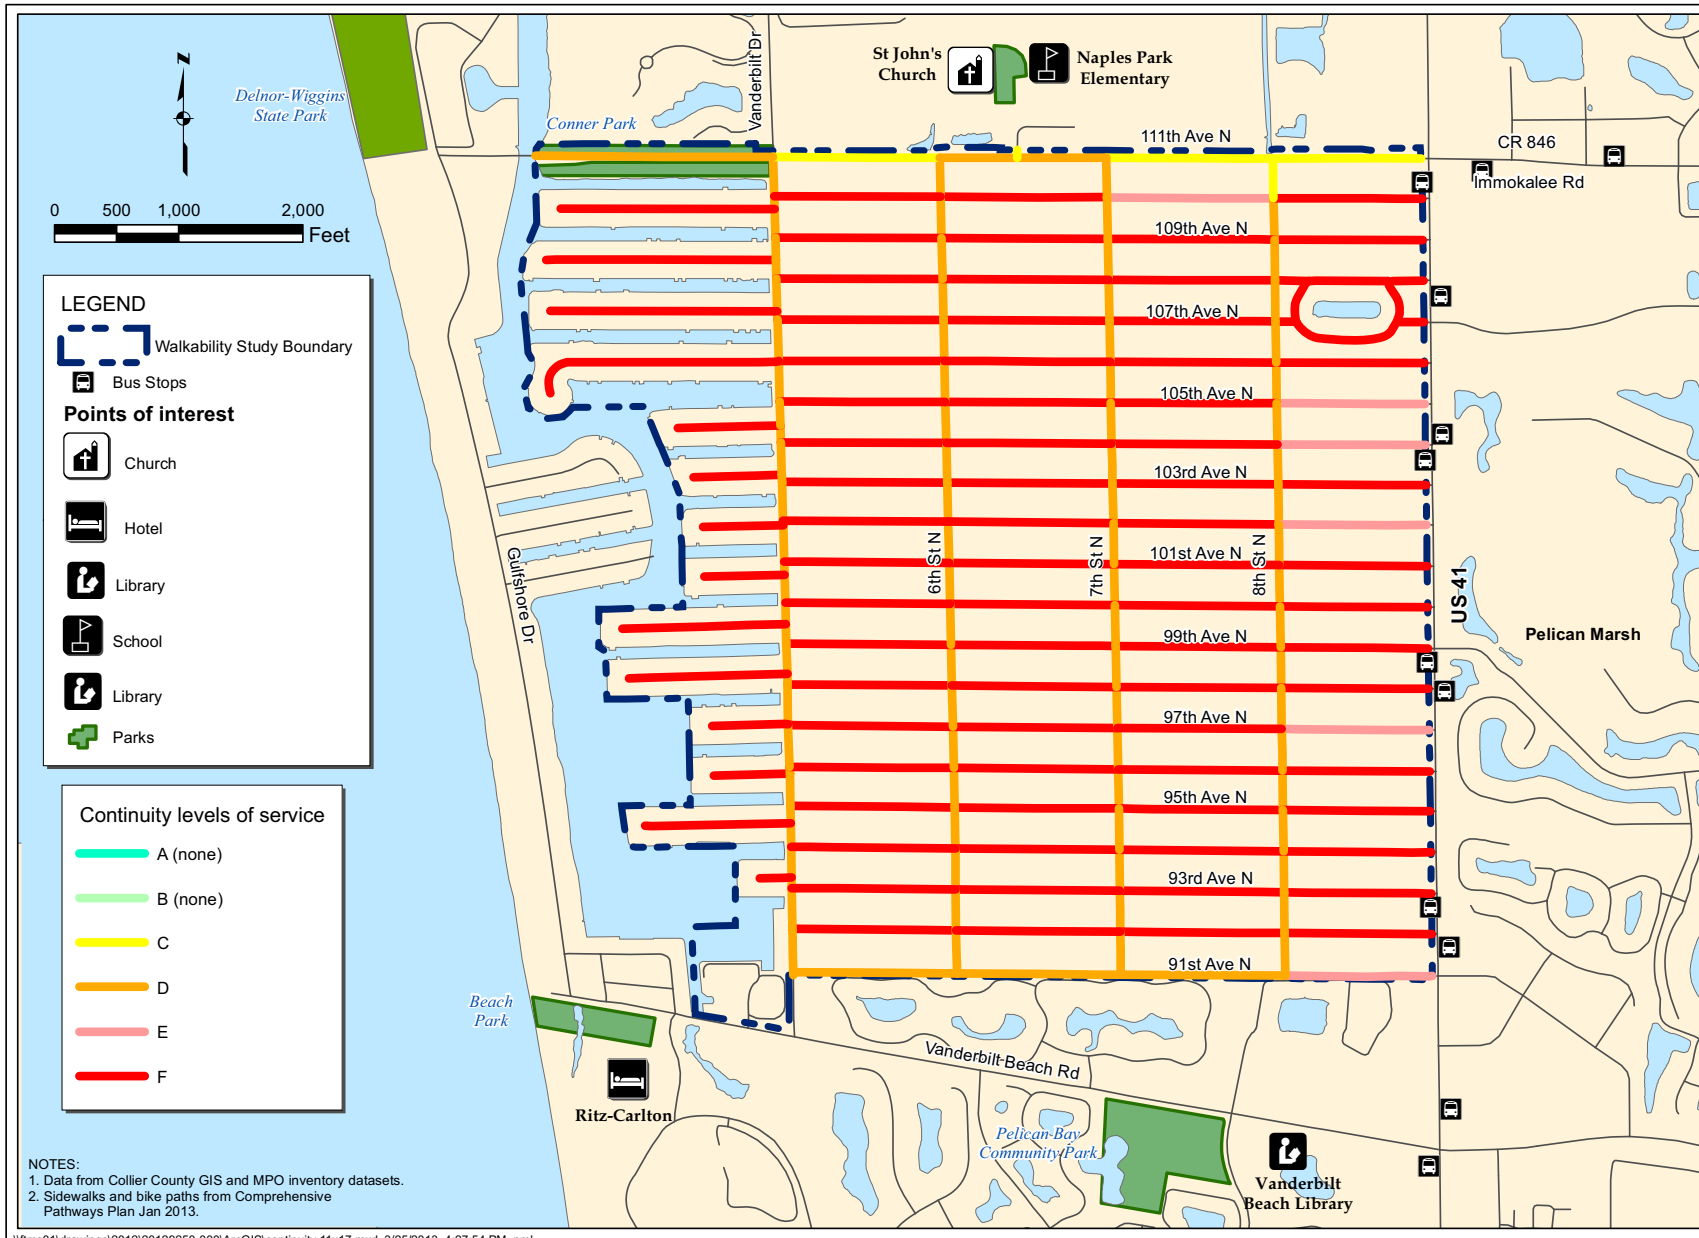 Delnor-Wiggins
State Park
Conner Park
Vanderbilt Dr
St John's
Church
Naples Park
Elementary
111th Ave N
CR 846
Immokalee Rd
N
0 500 1,000 2,000
Feet
109th Ave N
107th Ave N
105th Ave N
103rd Ave N
101st Ave N
99th Ave N
97th Ave N
95th Ave N
93rd Ave N
91st Ave N
6th St N
7th St N
8th St N
US 41
Pelican Marsh
Gulfshore Dr
LEGEND
Walkability Study Boundary
Bus Stops
Points of interest
Church
Hotel
Library
School
Library
Parks
Continuity levels of service
A (none)
B (none)
C
D
E
F
Beach
Park
Ritz-Carlton
Vanderbilt Beach Rd
Pelican Bay
Community Park
Vanderbilt
Beach Library
NOTES:
1. Data from Collier County GIS and MPO inventory datasets.
2. Sidewalks and bike paths from Comprehensive
Pathways Plan Jan 2013.